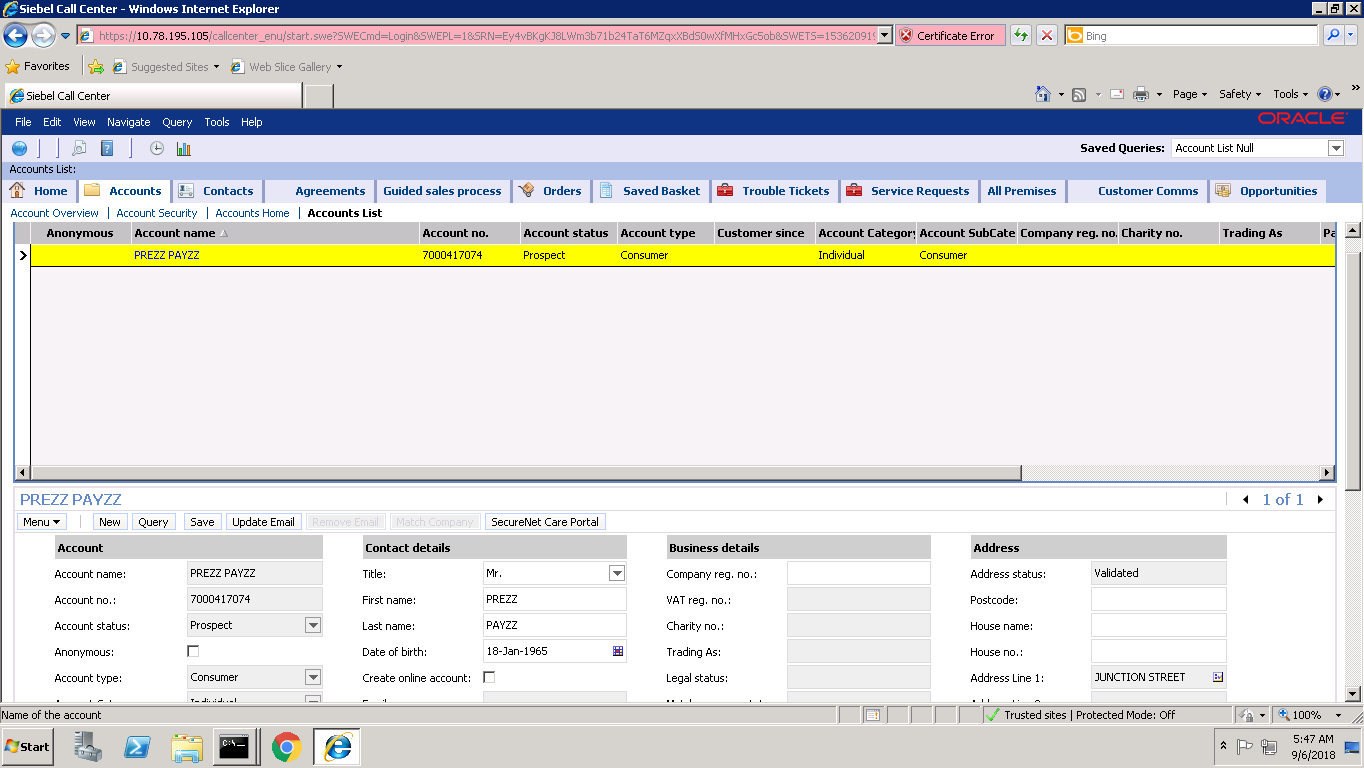 Siebel Call Center - Windows Internet Explorer
https://10.78.195.105/callcenter_enu/start.swe?SWECmd=Login&SWEPL=1&SRN=Ey4vBKgKJ8LWm3b71b24TaT6MZqxXBdS0wXfMHxGc5ob&SWETS=153620919 Certificate Error Bing
Favorites Suggested Sites Web Slice Gallery
Siebel Call Center Page Safety Tools
File Edit View Navigate Query Tools Help ORACLE
Saved Queries: Account List Null
Accounts List:
Home Accounts Contacts Agreements Guided sales process Orders Saved Basket Trouble Tickets Service Requests All Premises Customer Comms Opportunities
Account Overview | Account Security | Accounts Home | Accounts List
Anonymous Account name Account no. Account status Account type Customer since Account Category Account SubCate Company reg. no. Charity no. Trading As Pa
PREZZ PAYZZ 7000417074 Prospect Consumer Individual Consumer
PREZZ PAYZZ 1 of 1
Menu New Query Save Update Email Remove Email Match Company SecureNet Care Portal
Account Contact details Business details Address
Account name: PREZZ PAYZZ Title: Mr. Company reg. no.: Address status: Validated
Account no.: 7000417074 First name: PREZZ VAT reg. no.: Postcode:
Account status: Prospect Last name: PAYZZ Charity no.: House name:
Anonymous: Date of birth: 18-Jan-1965 Trading As: House no.:
Account type: Consumer Create online account: Legal status: Address Line 1: JUNCTION STREET
Name of the account Trusted sites | Protected Mode: Off 100%
Start 5:47 AM
9/6/2018